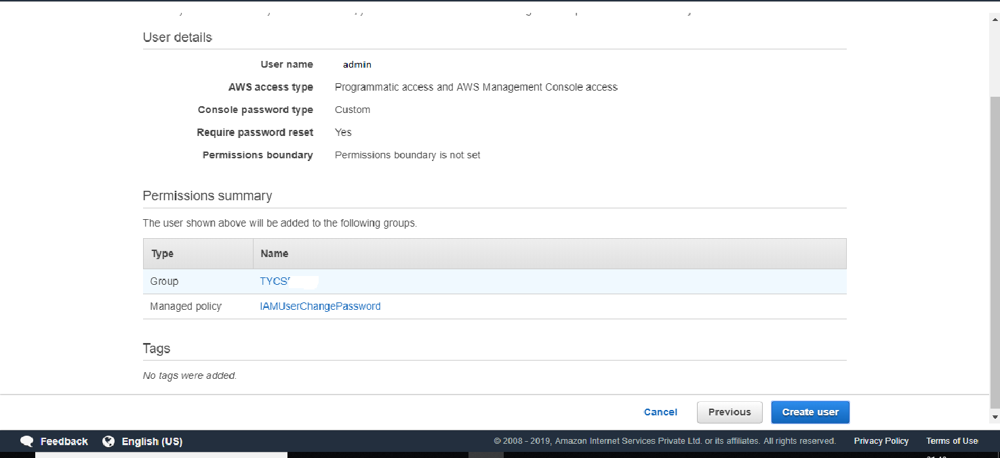 User details
User name admin
AWS access type Programmatic access and AWS Management Console access
Console password type Custom
Require password reset Yes
Permissions boundary Permissions boundary is not set
Permissions summary
The user shown above will be added to the following groups.
Type Name
Group
Managed policy IAMUserChangePassword
Tags
No tags were added.
Cancel Previous Create user
Feedback English (US) © 2008 - 2019, Amazon Internet Services Private Ltd. or its affiliates. All rights reserved. Privacy Policy Terms of Use